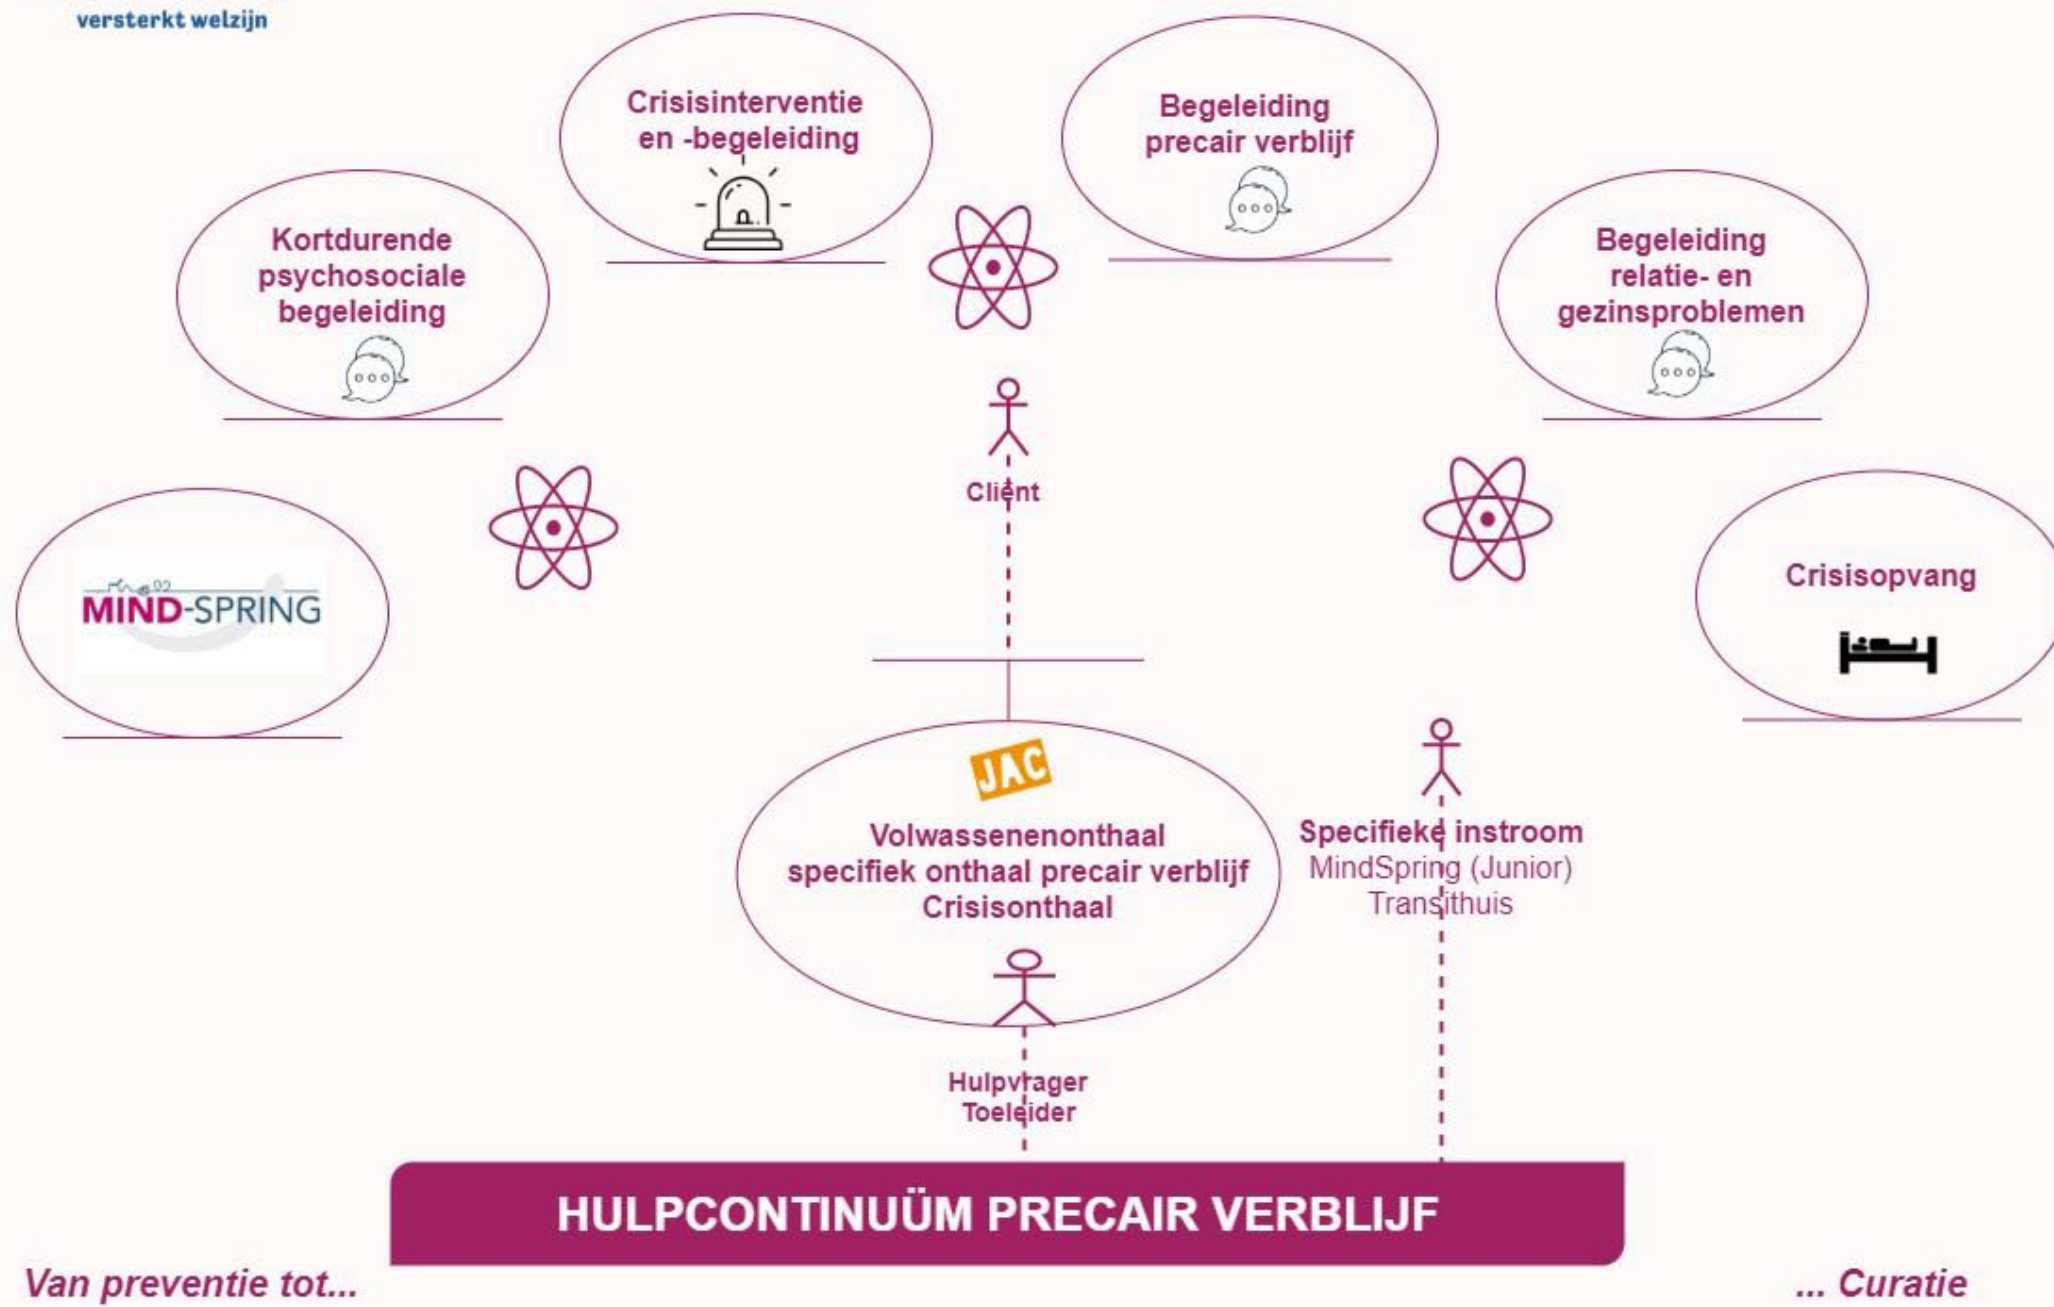 versterkt welzijn
Crisisinterventie
en -begeleiding
Begeleiding
precair verblijf
Kortdurende
psychosociale
begeleiding
Begeleiding
relatie- en
gezinsproblemen
Cliënt
MIND-SPRING
Crisisopvang
JAC
Volwassenenonthaal
specifiek onthaal precair verblijf
Crisisonthaal
Specifieke instroom
MindSpring (Junior)
Transithuis
Hulpvrager
Toeleider
HULPCONTINUÜM PRECAIR VERBLIJF
Van preventie tot...
... Curatie